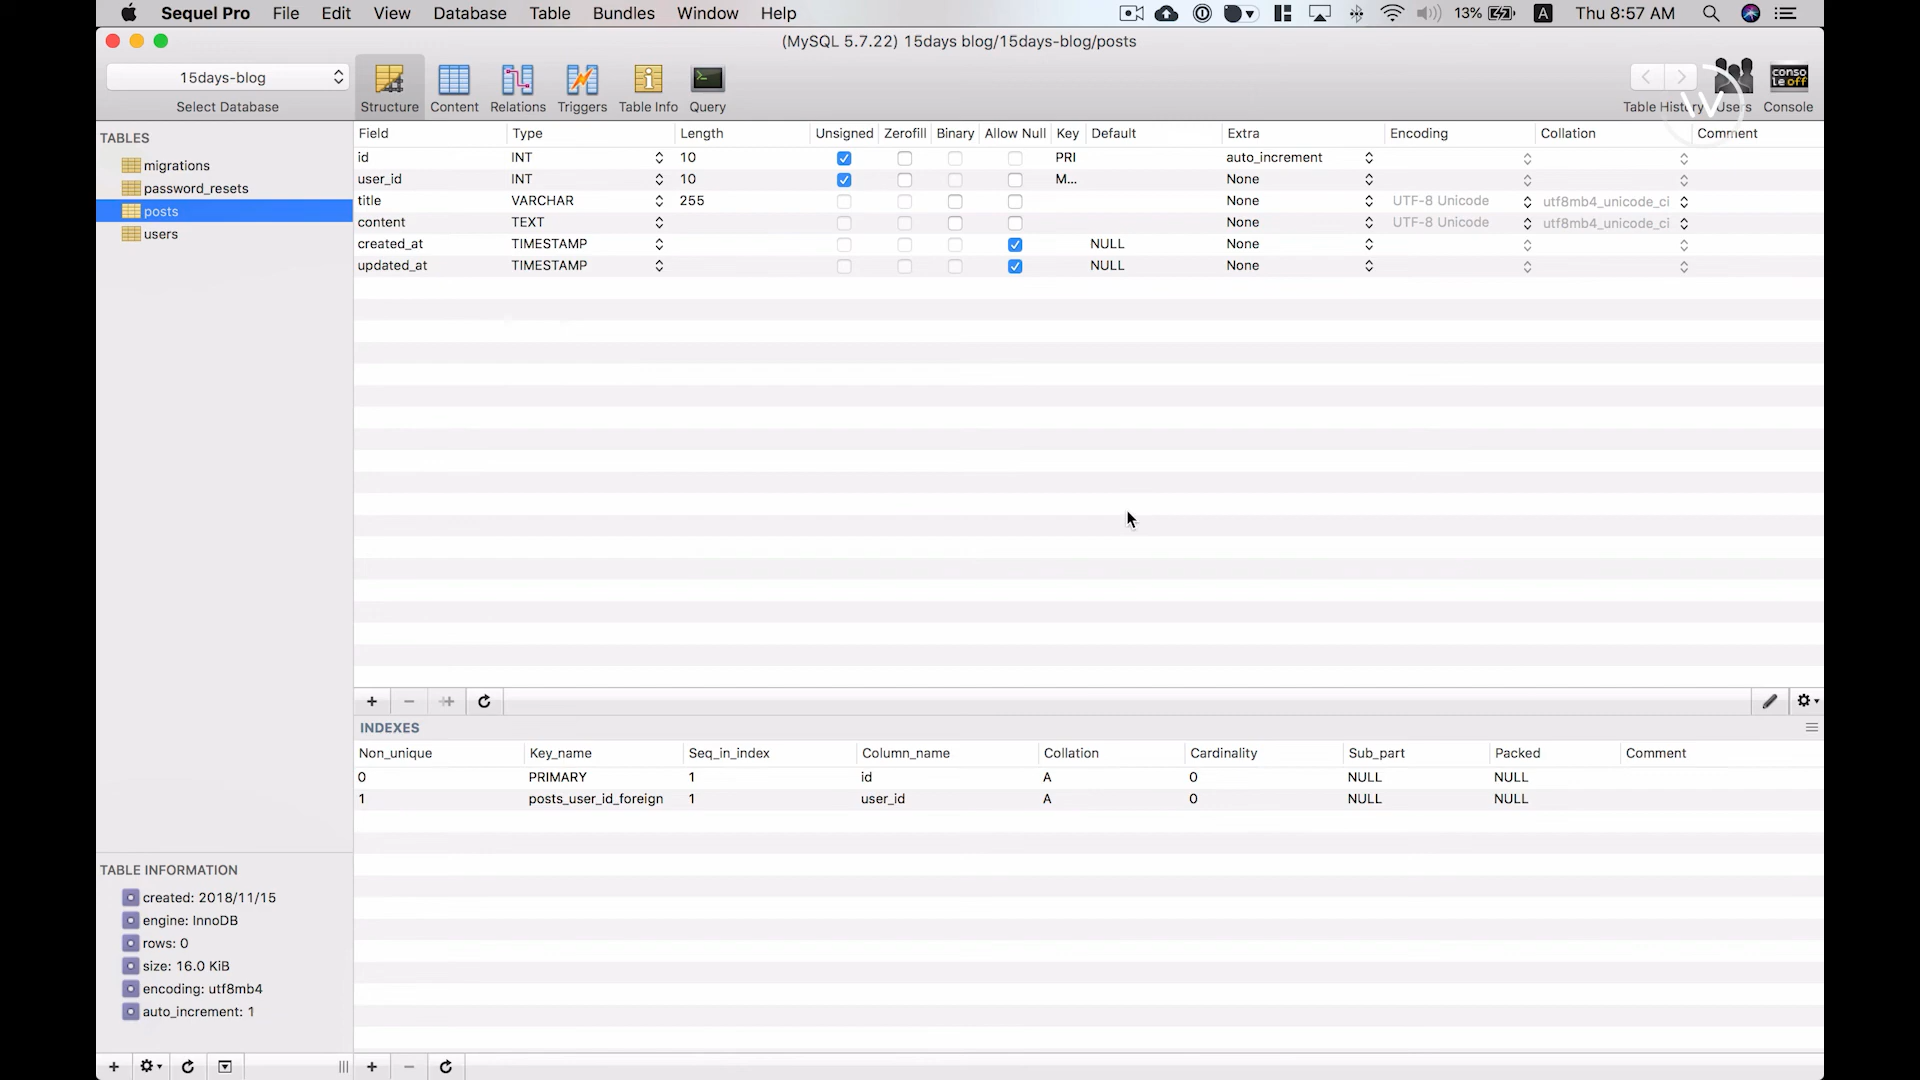 Sequel Pro File Edit View Database Table Bundles Window Help 13% A Thu 8:57 AM
(MySQL 5.7.22) 15days blog/15days-blog/posts
15days-blog
Select Database
Structure Content Relations Triggers Table Info Query Table History Users Console
conso
le off
W
TABLES
migrations
password_resets
posts
users
Field Type Length Unsigned Zerofill Binary Allow Null Key Default Extra Encoding Collation Comment
id INT 10 PRI auto_increment
user_id INT 10 M... None
title VARCHAR 255 None UTF-8 Unicode utf8mb4_unicode_ci
content TEXT None UTF-8 Unicode utf8mb4_unicode_ci
created_at TIMESTAMP NULL None
updated_at TIMESTAMP NULL None
INDEXES
Non_unique Key_name Seq_in_index Column_name Collation Cardinality Sub_part Packed Comment
0 PRIMARY 1 id A 0 NULL NULL
1 posts_user_id_foreign 1 user_id A 0 NULL NULL
TABLE INFORMATION
created: 2018/11/15
engine: InnoDB
rows: 0
size: 16.0 KiB
encoding: utf8mb4
auto_increment: 1